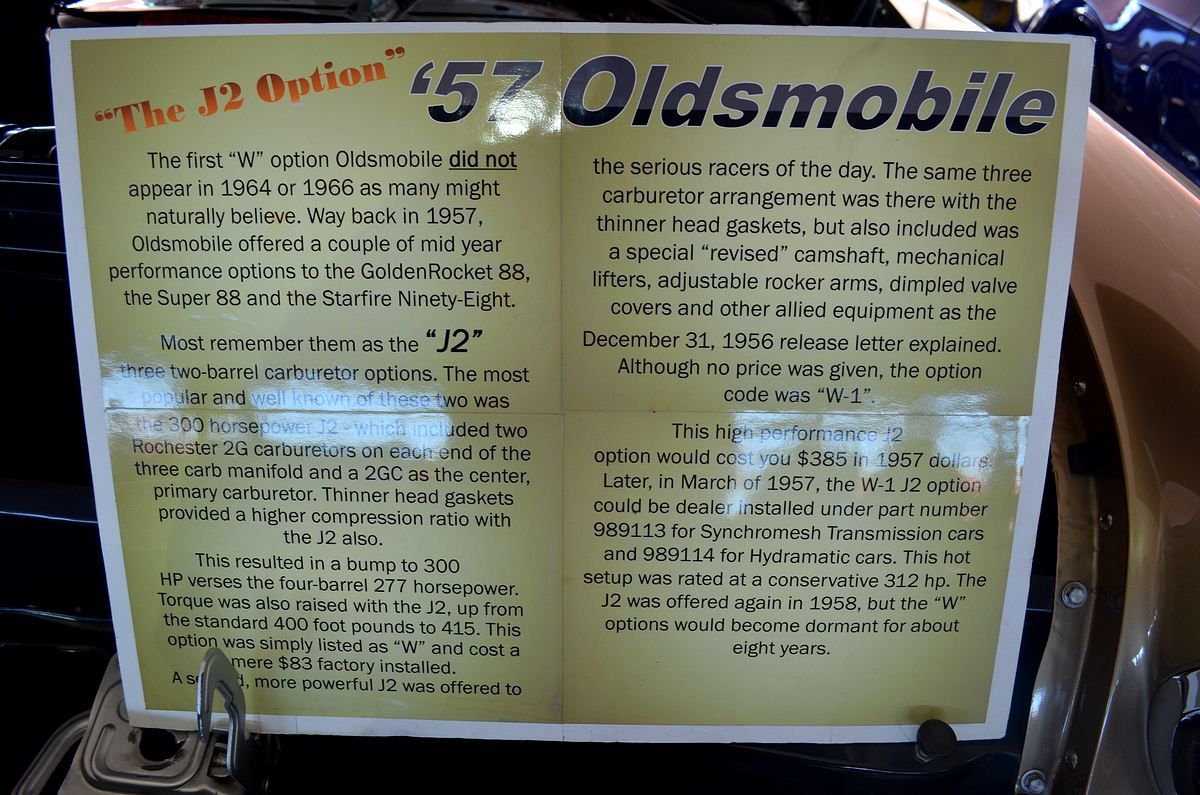 “The J2 Option” ‘57 Oldsmobile
The first “W” option Oldsmobile did not
appear in 1964 or 1966 as many might
naturally believe. Way back in 1957,
Oldsmobile offered a couple of mid year
performance options to the GoldenRocket 88,
the Super 88 and the Starfire Ninety-Eight.
Most remember them as the “J2”
three two-barrel carburetor options. The most
popular and well known of these two was
the 300 horsepower J2 - which included two
Rochester 2G carburetors on each end of the
three carb manifold and a 2GC as the center,
primary carburetor. Thinner head gaskets
provided a higher compression ratio with
the J2 also.
This resulted in a bump to 300
HP verses the four-barrel 277 horsepower.
Torque was also raised with the J2, up from
the standard 400 foot pounds to 415. This
option was simply listed as “W” and cost a
mere $83 factory installed.
A more powerful J2 was offered to
the serious racers of the day. The same three
carburetor arrangement was there with the
thinner head gaskets, but also included was
a special “revised” camshaft, mechanical
lifters, adjustable rocker arms, dimpled valve
covers and other allied equipment as the
December 31, 1956 release letter explained.
Although no price was given, the option
code was “W-1”.
This high performance J2
option would cost you $385 in 1957 dollars.
Later, in March of 1957, the W-1 J2 option
could be dealer installed under part number
989113 for Synchromesh Transmission cars
and 989114 for Hydramatic cars. This hot
setup was rated at a conservative 312 hp. The
J2 was offered again in 1958, but the “W”
options would become dormant for about
eight years.